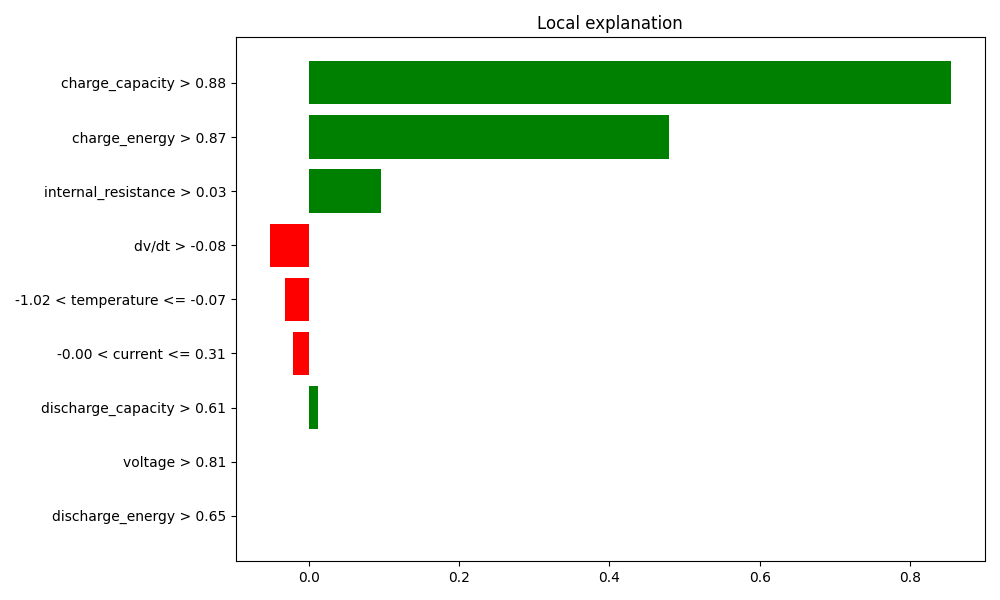 Local explanation
charge_capacity > 0.88
charge_energy > 0.87
internal_resistance > 0.03
dv/dt > -0.08
-1.02 < temperature <= -0.07
-0.00 < current <= 0.31
discharge_capacity > 0.61
voltage > 0.81
discharge_energy > 0.65
0.0 0.2 0.4 0.6 0.8